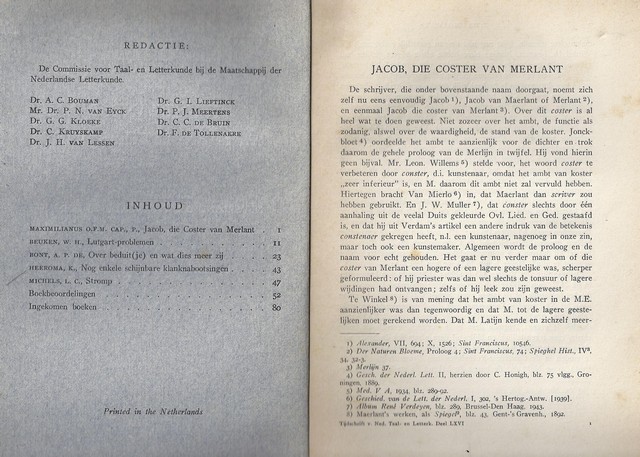 REDACTIE:
De Commissie voor Taal- en Letterkunde bij de Maatschappij der
Nederlandse Letterkunde.
Dr. A. C. Bouman
Mr. Dr. P. N. van Eyck
Dr. G. G. Kloeke
Dr. C. Kruyskamp
Dr. J. H. van Lessen
Dr. G. I. Lieftinck
Dr. P. J. Meertens
Dr. C. C. de Bruin
Dr. F. de Tollenaere
INHOUD
MAXIMILIANUS O.F.M. CAP., P., Jacob, die Coster van Merlant . 1
BEUKEN, W. H., Lutgart-problemen . . . . . 11
BONT, A. P. DE, Over beduit(je) en wat dies meer zij . . . 23
HEEROMA, K., Nog enkele schijnbare klanknabootsingen . . 43
MICHELS, L. C., Stromp . . . . . 47
Boekbeoordelingen . . . . . 52
Ingekomen boeken . . . . . 80
Printed in the Netherlands
JACOB, DIE COSTER VAN MERLANT
De schrijver, die onder bovenstaande naam doorgaat, noemt zich
zelf nu eens eenvoudig Jacob 1), Jacob van Maerlant of Merlant 2),
en eenmaal Jacob die coster van Merlant 3). Over dit coster is al
heel wat te doen geweest. Niet zozeer over het ambt, de functie als
zodanig, alswel over de waardigheid, de stand van de koster. Jonck-
bloet 4) oordeelde het ambt te aanzienlijk voor de dichter en trok
daarom de gehele proloog van de Merlijn in twijfel. Hij vond hierin
geen bijval. Mr. Leon. Willems 5) stelde voor, het woord coster te
verbeteren door conster, d.i. kunstenaar, omdat het ambt van koster
„zeer inferieur” is, en M. daarom dit ambt niet zal vervuld hebben.
Hiertegen bracht Van Mierlo 6) in, dat Maerlant dan scriver zou
hebben gebruikt. En J. W. Muller 7), dat conster slechts door één
aanhaling uit de veelal Duits gekleurde Ovl. Lied. en Ged. gestaafd
is, en dat hij uit Verdam's artikel een andere indruk van de betekenis
constenaer gekregen heeft, n.l. een kunstenaar, nagenoeg in onze zin,
maar toch ook een kunstemaker. Algemeen wordt de proloog en de
naam voor echt gehouden. Het gaat er nu verder maar om of die
coster van Merlant een hogere of een lagere geestelijke was, scherper
geformuleerd: of hij priester was dan wel slechts de tonsuur of lagere
wijdingen had ontvangen; zelfs of hij leek zou zijn geweest.
Te Winkel 8) is van mening dat het ambt van koster in de M.E.
aanzienlijker was dan tegenwoordig en dat M. tot de lagere geeste-
lijken moet gerekend worden. Dat M. Latijn kende en zichzelf meer-
1) Alexander, VII, 694; X, 1526; Sint Franciscus, 10546.
2) Der Naturen Bloeme, Proloog 4; Sint Franciscus, 74; Spieghel Hist., IV3,
34, 32-3.
3) Merlijn 37.
4) Gesch. der Nederl. Lett. II, herzien door C. Honigh, blz. 75 vlgg., Gro-
ningen. 1889.
5) Med. V A, 1934, blz. 289-92.
6) Geschied. van de Lett. der Nederl. I, 302, 's Hertog.-Antw. [1939].
7) Album René Verdeyen, blz. 289, Brussel-Den Haag. 1943.
8) Maerlant's werken, als Spiegel2, blz. 43, Gent-'s Gravenh., 1892.
Tijdschrift v. Ned. Taal- en Letterk. Deel LXVI 1